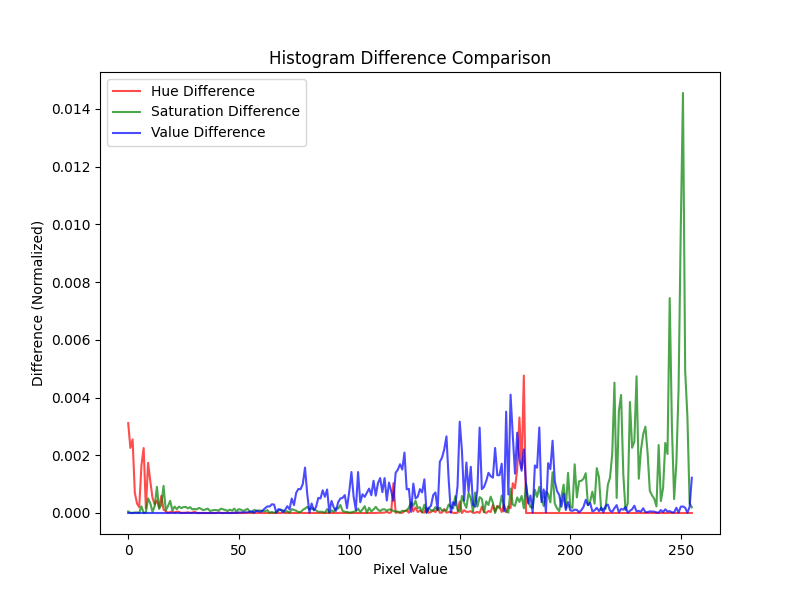 Histogram Difference Comparison
Hue Difference
Saturation Difference
Value Difference
0.014
0.012
0.010
0.008
0.006
0.004
0.002
0.000
Difference (Normalized)
0 50 100 150 200 250
Pixel Value